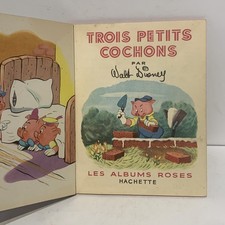 TROIS PETITS
COCHONS
PAR
©
Walt Disney
LES ALBUMS ROSES
HACHETTE